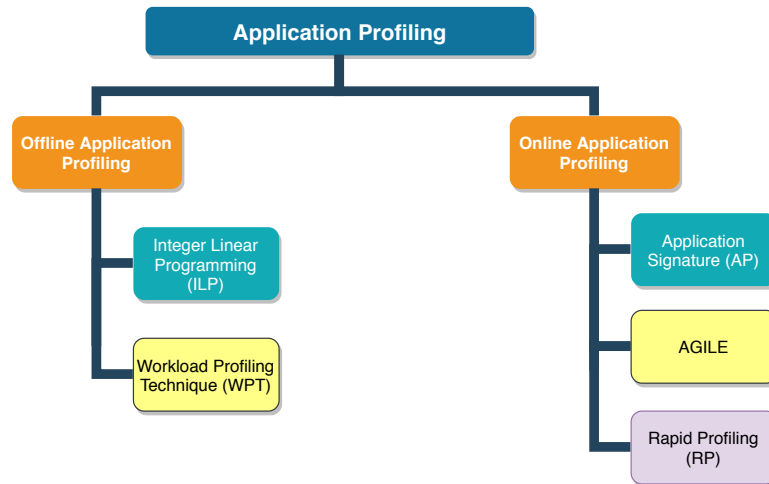 Application Profiling
Offline Application
Profiling
Online Application
Profiling
Integer Linear
Programming
(ILP)
Workload Profiling
Technique (WPT)
Application
Signature (AP)
AGILE
Rapid Profiling
(RP)